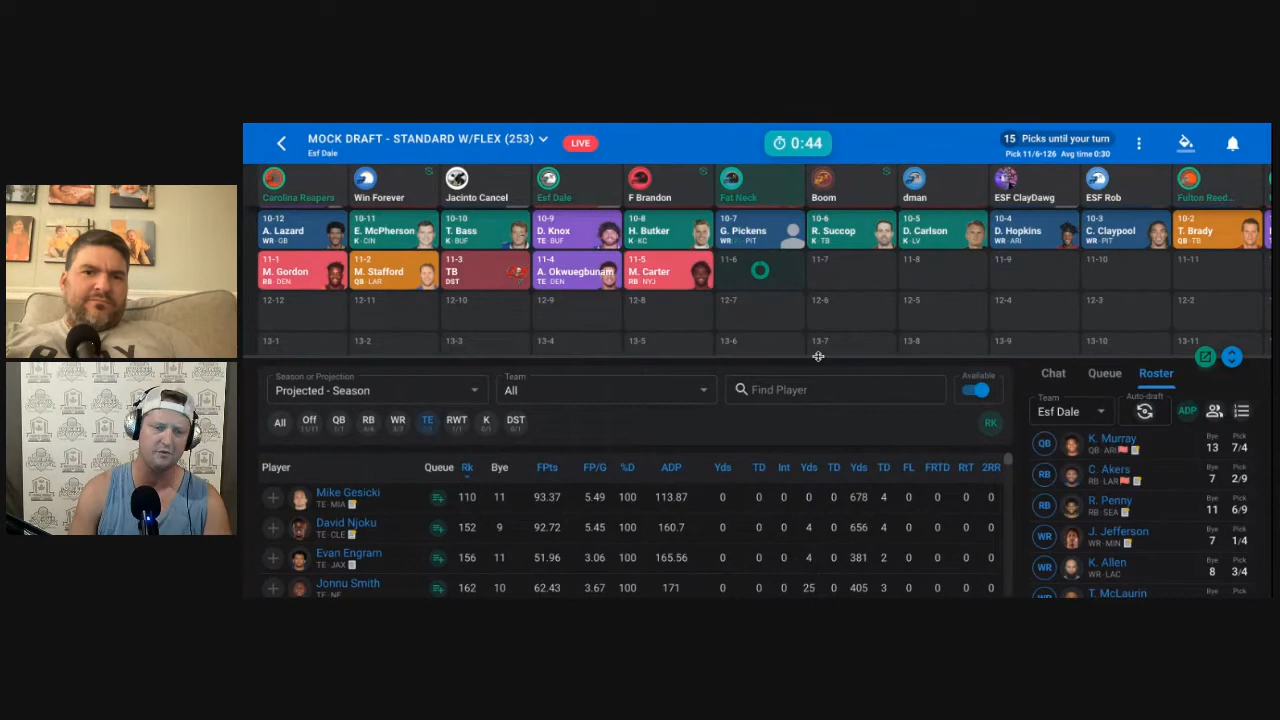 MOCK DRAFT - STANDARD W/FLEX (253)
Esf Dale
LIVE
0:44
15 Picks until your turn
Pick 11/6-126 Avg time 0:30
Carolina Reapers Win Forever Jacinto Cancel Esf Dale F Brandon Fat Neck Boom dman ESF ClayDawg ESF Rob Fulton Reed...
10-12 10-11 10-10 10-9 10-8 10-7 10-6 10-5 10-4 10-3 10-2
A. Lazard E. McPherson T. Bass D. Knox H. Butker G. Pickens R. Succop D. Carlson D. Hopkins C. Claypool T. Brady
WR · GB K · CIN K · BUF TE · BUF K · KC WR · PIT K · TB K · LV WR · ARI WR · PIT QB · TB
11-1 11-2 11-3 11-4 11-5 11-6 11-7 11-8 11-9 11-10 11-11
M. Gordon M. Stafford TB A. Okwuegbunam M. Carter
RB · DEN QB · LAR DST TE · DEN RB · NYJ
12-12 12-11 12-10 12-9 12-8 12-7 12-6 12-5 12-4 12-3 12-2
13-1 13-2 13-3 13-4 13-5 13-6 13-7 13-8 13-9 13-10 13-11
Season or Projection
Projected - Season
Team
All
Find Player
Available
All Off QB RB WR TE RWT K DST
RK
Player Queue Rk Bye FPts FP/G %D ADP Yds TD Int Yds TD Yds TD FL FRTD RtT 2RR
Mike Gesicki 110 11 93.37 5.49 100 113.87 0 0 0 0 0 678 4 0 0 0 0
TE · MIA
David Njoku 152 9 92.72 5.45 100 160.7 0 0 0 4 0 656 4 0 0 0 0
TE · CLE
Evan Engram 156 11 51.96 3.06 100 165.56 0 0 0 4 0 381 2 0 0 0 0
TE · JAX
Jonnu Smith 162 10 62.43 3.67 100 171 0 0 0 25 0 405 3 0 0 0 0
TE · NE
Chat Queue Roster
Team
Esf Dale
Auto-draft
ADP
QB K. Murray Bye Pick
QB · ARI 13 7/4
RB C. Akers Bye Pick
RB · LAR 7 2/9
RB R. Penny Bye Pick
RB · SEA 11 6/9
WR J. Jefferson Bye Pick
WR · MIN 7 1/4
WR K. Allen Bye Pick
WR · LAC 8 3/4
WR T. McLaurin Bye Pick